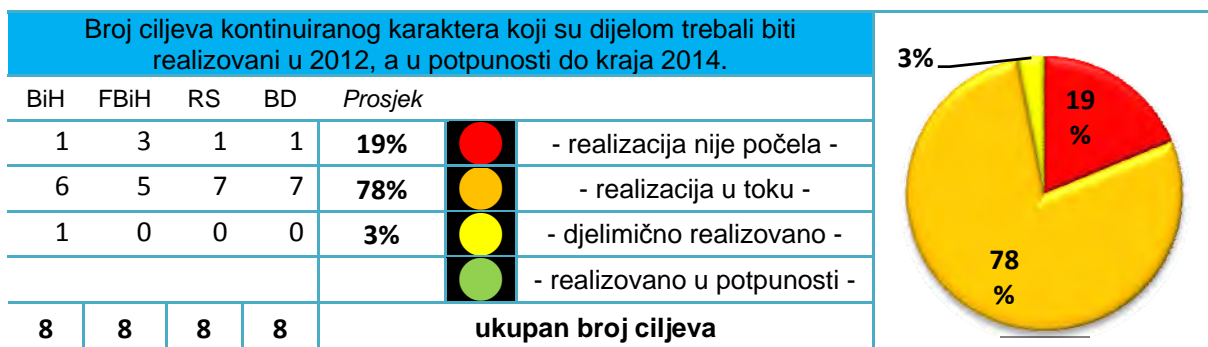 Broj ciljeva kontinuiranog karaktera koji su dijelom trebali biti
realizovani u 2012, a u potpunosti do kraja 2014.
BiH FBiH RS BD Prosjek
1 3 1 1 19% - realizacija nije počela -
6 5 7 7 78% - realizacija u toku -
1 0 0 0 3% - djelimično realizovano -
- realizovano u potpunosti -
8 8 8 8 ukupan broj ciljeva
3%
19
%
78
%